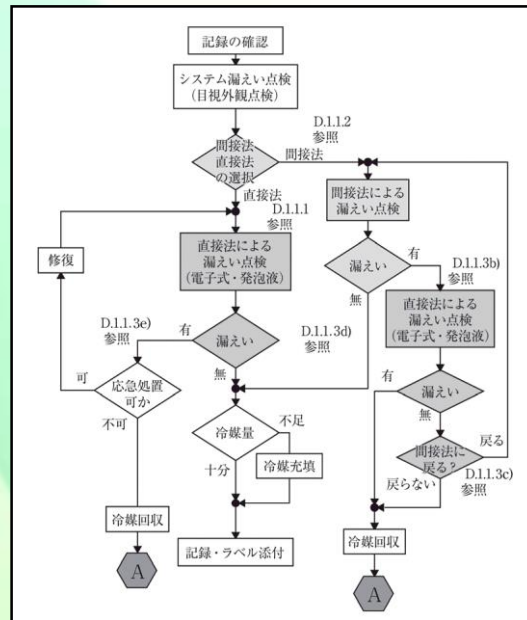 記録の確認
システム漏えい点検
(目視外観点検)
D.1.1.2
参照
間接法
直接法
の選択
間接法
直接法
D.1.1.1
参照
間接法による
漏えい点検
修復
直接法による
漏えい点検
(電子式・発泡液)
漏えい
有
無
D.1.1.3b)
参照
直接法による
漏えい点検
(電子式・発泡液)
D.1.1.3e)
参照
有
漏えい
無
D.1.1.3d)
参照
有
漏えい
無
可
応急処置
可か
不可
冷媒量
不足
十分
冷媒充填
間接法に
戻る?
戻る
戻らない
D.1.1.3c)
参照
冷媒回収
A
記録・ラベル添付
冷媒回収
A